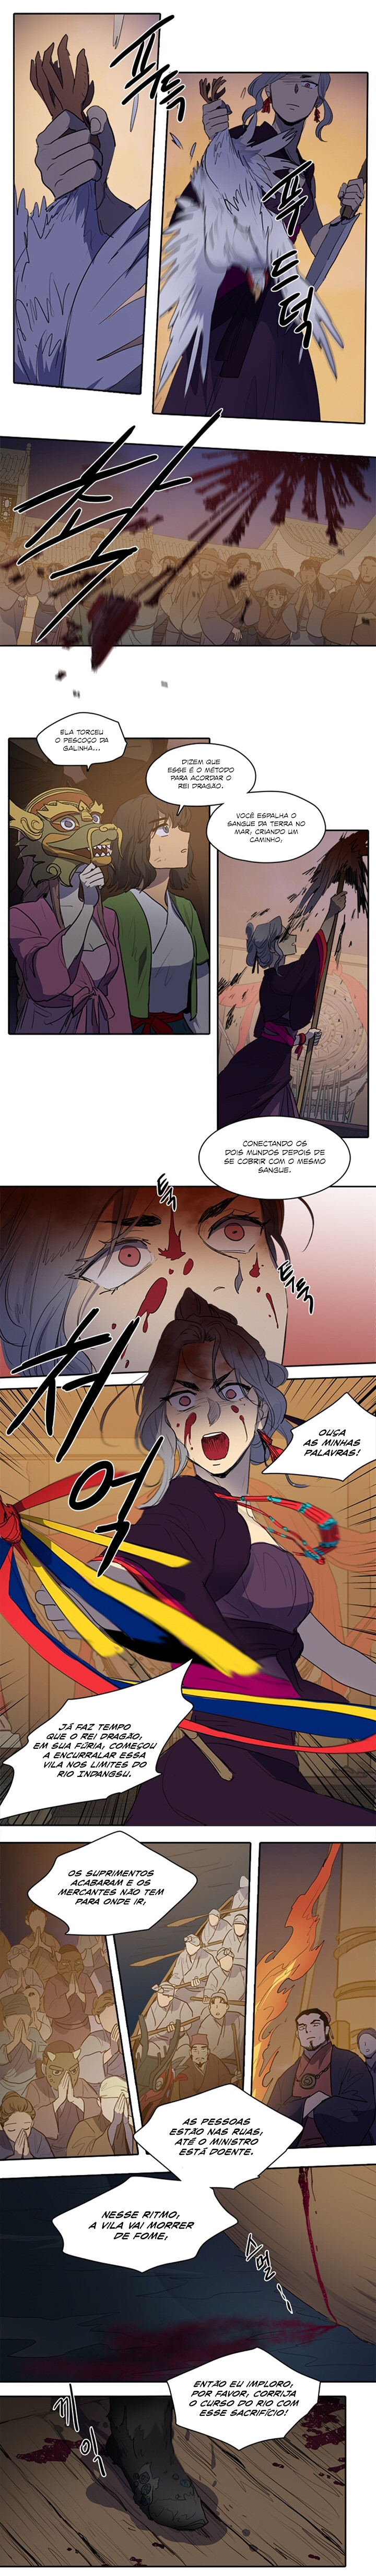 푸득
푸
드덕
촤악
ELA TORCEU
O PESCOÇO DA
GALINHA...
DIZEM QUE
ESSE É O MÉTODO
PARA ACORDAR O
REI DRAGÃO.
VOCÊ ESPALHA O
SANGUE DA TERRA NO
MAR, CRIANDO UM
CAMINHO;
CONECTANDO OS
DOIS MUNDOS DEPOIS DE
SE COBRIR COM O MESMO
SANGUE.
처억
OUÇA
AS MINHAS
PALAVRAS!
JÁ FAZ TEMPO
QUE O REI DRAGÃO,
EM SUA FÚRIA, COMEÇOU
A ENCURRALAR ESSA
VILA NOS LIMITES DO
RIO INDANGSU.
OS SUPRIMENTOS
ACABARAM E OS
MERCANTES NÃO TEM
PARA ONDE IR;
AS PESSOAS
ESTÃO NAS RUAS;
ATÉ O MINISTRO
ESTÁ DOENTE.
NESSE RITMO,
A VILA VAI MORRER
DE FOME;
스윽
ENTÃO EU IMPLORO,
POR FAVOR, CORRIJA
O CURSO DO RIO COM
ESSE SACRIFÍCIO!